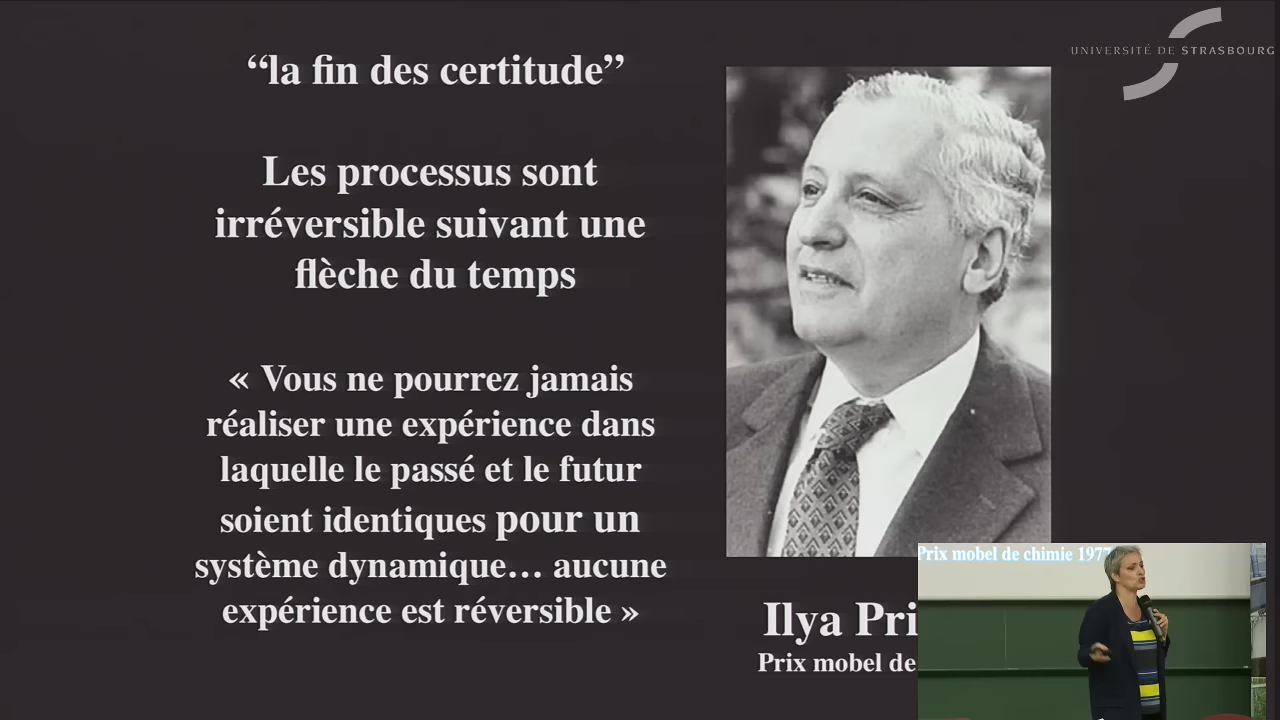 UNIVERSITÉ DE STRASBOURG
“la fin des certitude”
Les processus sont
irréversible suivant une
flèche du temps
« Vous ne pourrez jamais
réaliser une expérience dans
laquelle le passé et le futur
soient identiques pour un
système dynamique… aucune
expérience est réversible »
Ilya Pri
Prix mobel de
Prix mobel de chimie 1977